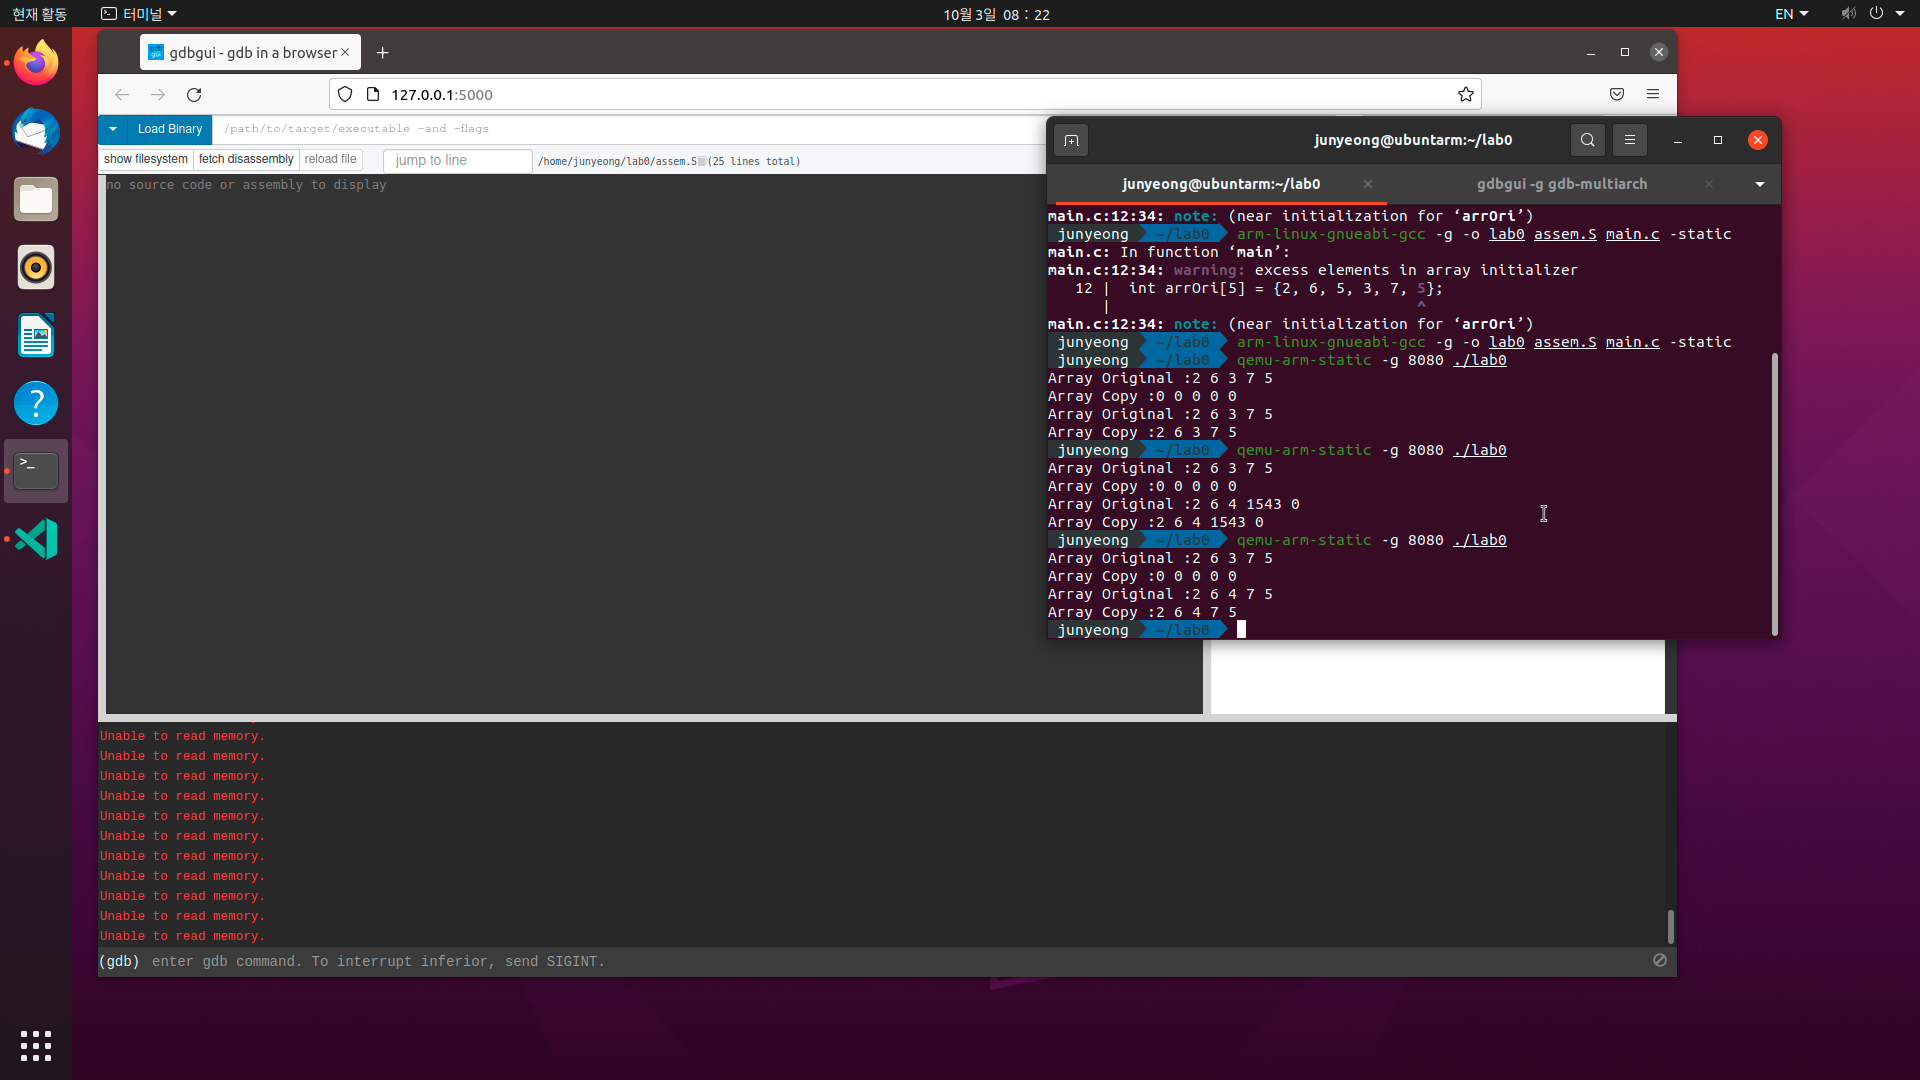 현재 활동
터미널
10월 3일 08 : 22
EN
gdbgui - gdb in a browser
127.0.0.1:5000
Load Binary
/path/to/target/executable -and -flags
show filesystem
fetch disassembly
reload file
jump to line
/home/junyeong/lab0/assem.S (25 lines total)
no source code or assembly to display
junyeong@ubuntuarm:~/lab0
junyeong@ubuntuarm:~/lab0
gdbgui -g gdb-multiarch
main.c:12:34: note: (near initialization for ‘arrOri’)
junyeong ~/lab0 arm-linux-gnueabi-gcc -g -o lab0 assem.S main.c -static
main.c: In function ‘main’:
main.c:12:34: warning: excess elements in array initializer
12 | int arrOri[5] = {2, 6, 5, 3, 7, 5};
| ^
main.c:12:34: note: (near initialization for ‘arrOri’)
junyeong ~/lab0 arm-linux-gnueabi-gcc -g -o lab0 assem.S main.c -static
junyeong ~/lab0 qemu-arm-static -g 8080 ./lab0
Array Original :2 6 3 7 5
Array Copy :0 0 0 0 0
Array Original :2 6 3 7 5
Array Copy :2 6 3 7 5
junyeong ~/lab0 qemu-arm-static -g 8080 ./lab0
Array Original :2 6 3 7 5
Array Copy :0 0 0 0 0
Array Original :2 6 4 1543 0
Array Copy :2 6 4 1543 0
junyeong ~/lab0 qemu-arm-static -g 8080 ./lab0
Array Original :2 6 3 7 5
Array Copy :0 0 0 0 0
Array Original :2 6 4 7 5
Array Copy :2 6 4 7 5
junyeong ~/lab0
Unable to read memory.
Unable to read memory.
Unable to read memory.
Unable to read memory.
Unable to read memory.
Unable to read memory.
Unable to read memory.
Unable to read memory.
Unable to read memory.
Unable to read memory.
Unable to read memory.
(gdb) enter gdb command. To interrupt inferior, send SIGINT.